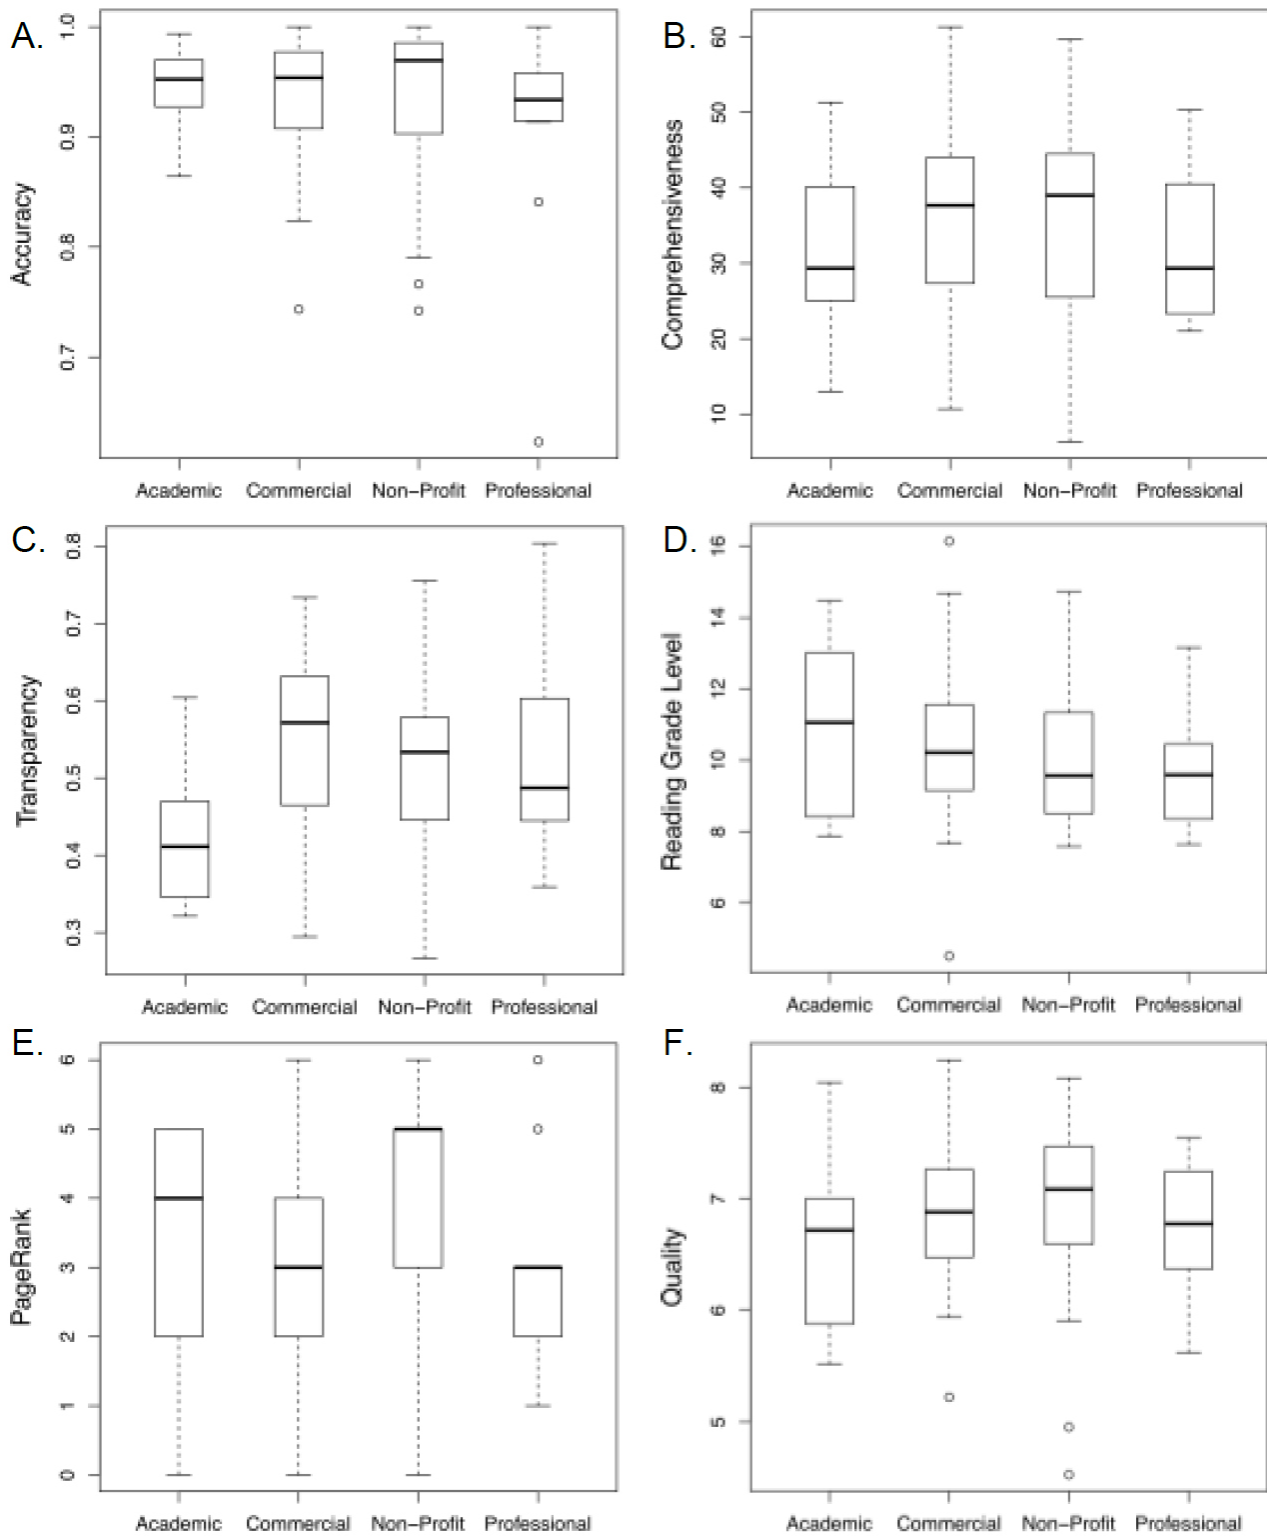 A.
Accuracy
1.0
0.9
0.8
0.7
Academic Commercial Non-Profit Professional
B.
Comprehensiveness
60
50
40
30
20
10
Academic Commercial Non-Profit Professional
C.
Transparency
0.8
0.7
0.6
0.5
0.4
0.3
Academic Commercial Non-Profit Professional
D.
Reading Grade Level
16
14
12
10
8
6
Academic Commercial Non-Profit Professional
E.
PageRank
6
5
4
3
2
1
0
Academic Commercial Non-Profit Professional
F.
Quality
8
7
6
5
Academic Commercial Non-Profit Professional